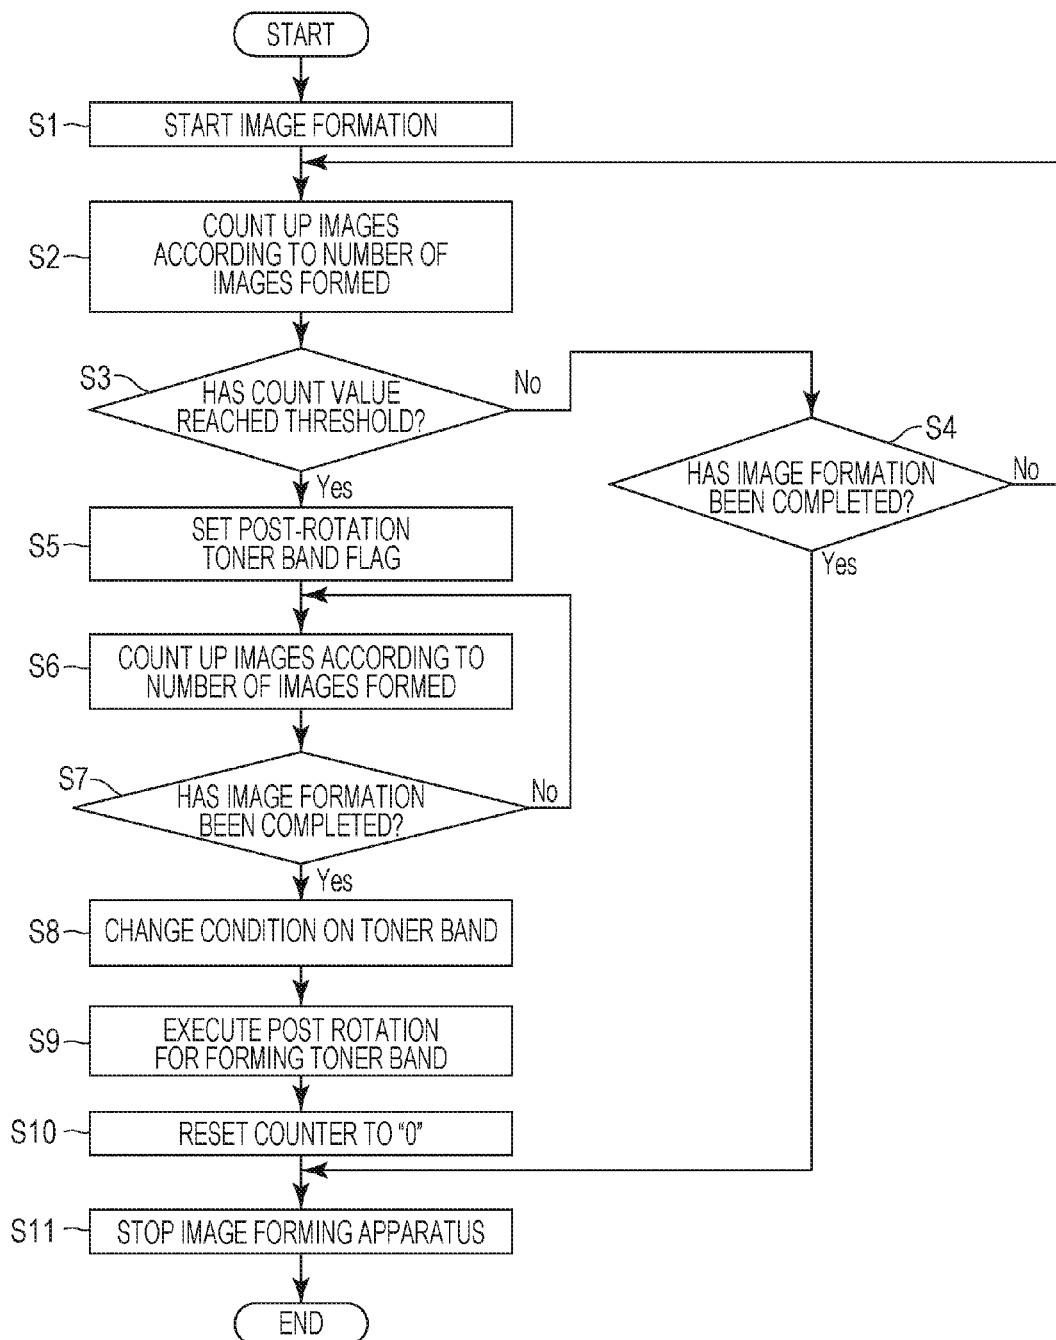 START
S1
START IMAGE FORMATION
S2
COUNT UP IMAGES
ACCORDING TO NUMBER OF
IMAGES FORMED
S3
HAS COUNT VALUE
REACHED THRESHOLD?
No
Yes
S4
HAS IMAGE FORMATION
BEEN COMPLETED?
No
Yes
S5
SET POST-ROTATION
TONER BAND FLAG
S6
COUNT UP IMAGES ACCORDING TO
NUMBER OF IMAGES FORMED
S7
HAS IMAGE FORMATION
BEEN COMPLETED?
No
Yes
S8
CHANGE CONDITION ON TONER BAND
S9
EXECUTE POST ROTATION
FOR FORMING TONER BAND
S10
RESET COUNTER TO “0”
S11
STOP IMAGE FORMING APPARATUS
END